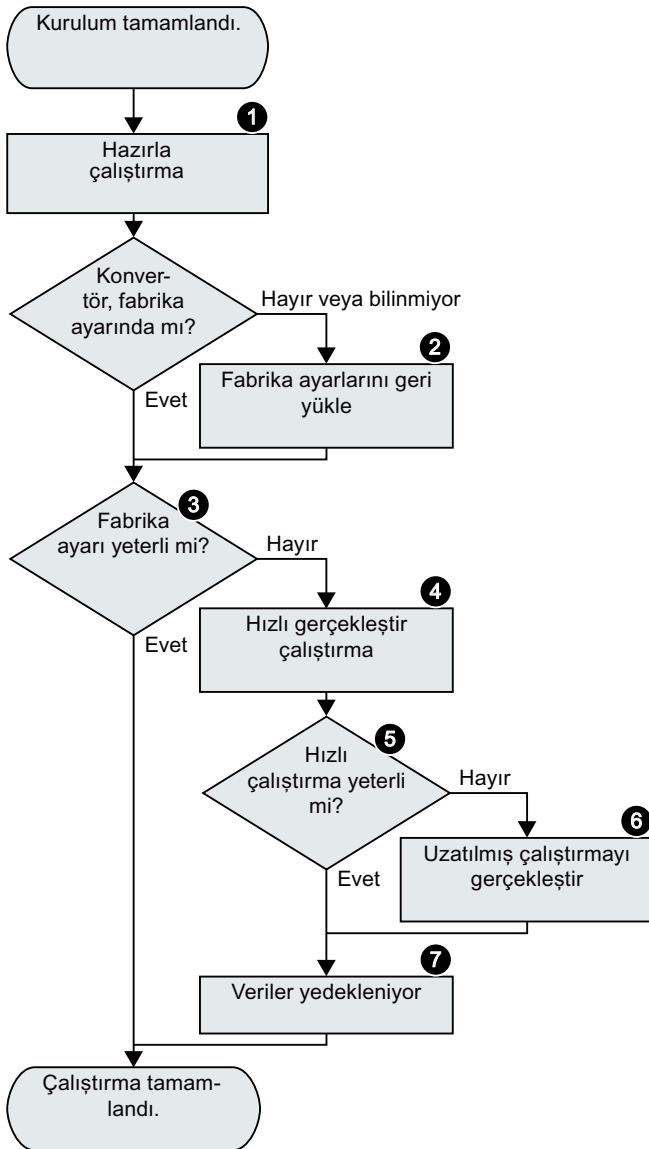 Kurulum tamamlandı.
1
Hazırla
çalıştırma
Konver-
tör, fabrika
ayarında mı?
Hayır veya bilinmiyor
2
Fabrika ayarlarını geri
yükle
Evet
3
Fabrika
ayarı yeterli mi?
Hayır
4
Hızlı gerçekleştir
çalıştırma
Evet
5
Hızlı
çalıştırma yeterli
mi?
Hayır
6
Uzatılmış çalıştırmayı
gerçekleştir
Evet
7
Veriler yedekleniyor
Çalıştırma tamam-
landı.